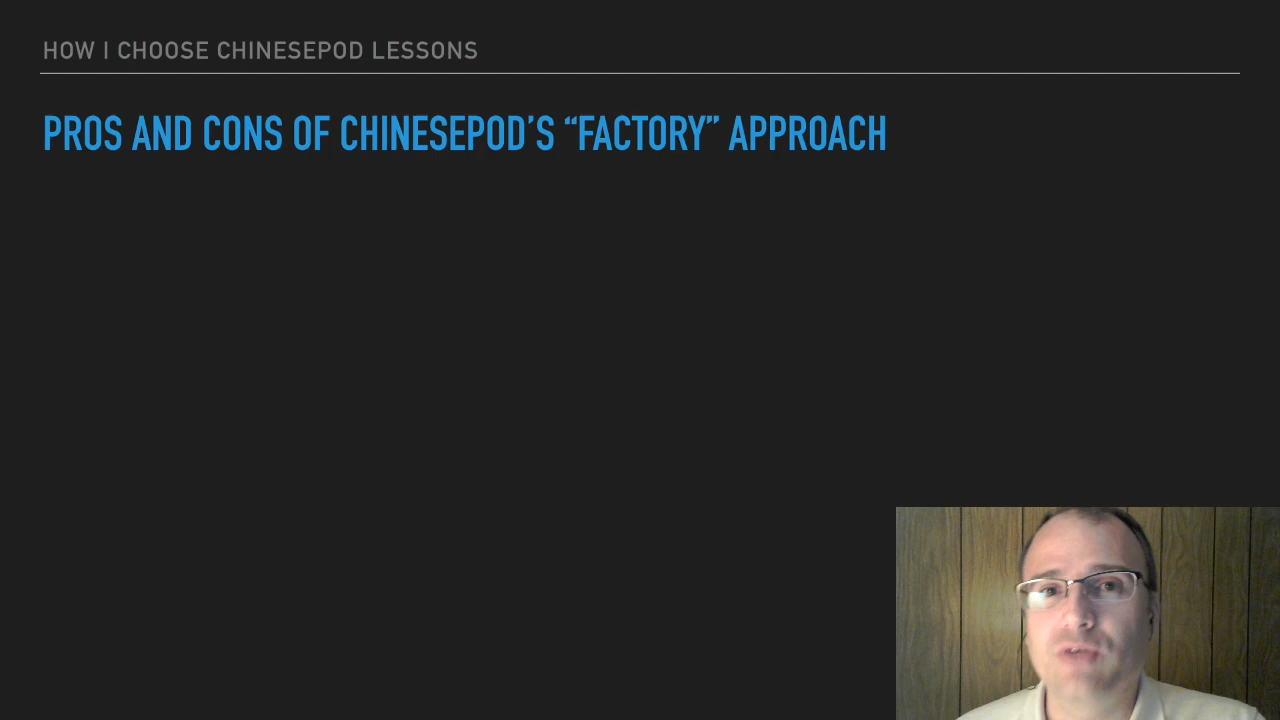 HOW I CHOOSE CHINESEPOD LESSONS
PROS AND CONS OF CHINESEPOD’S “FACTORY” APPROACH